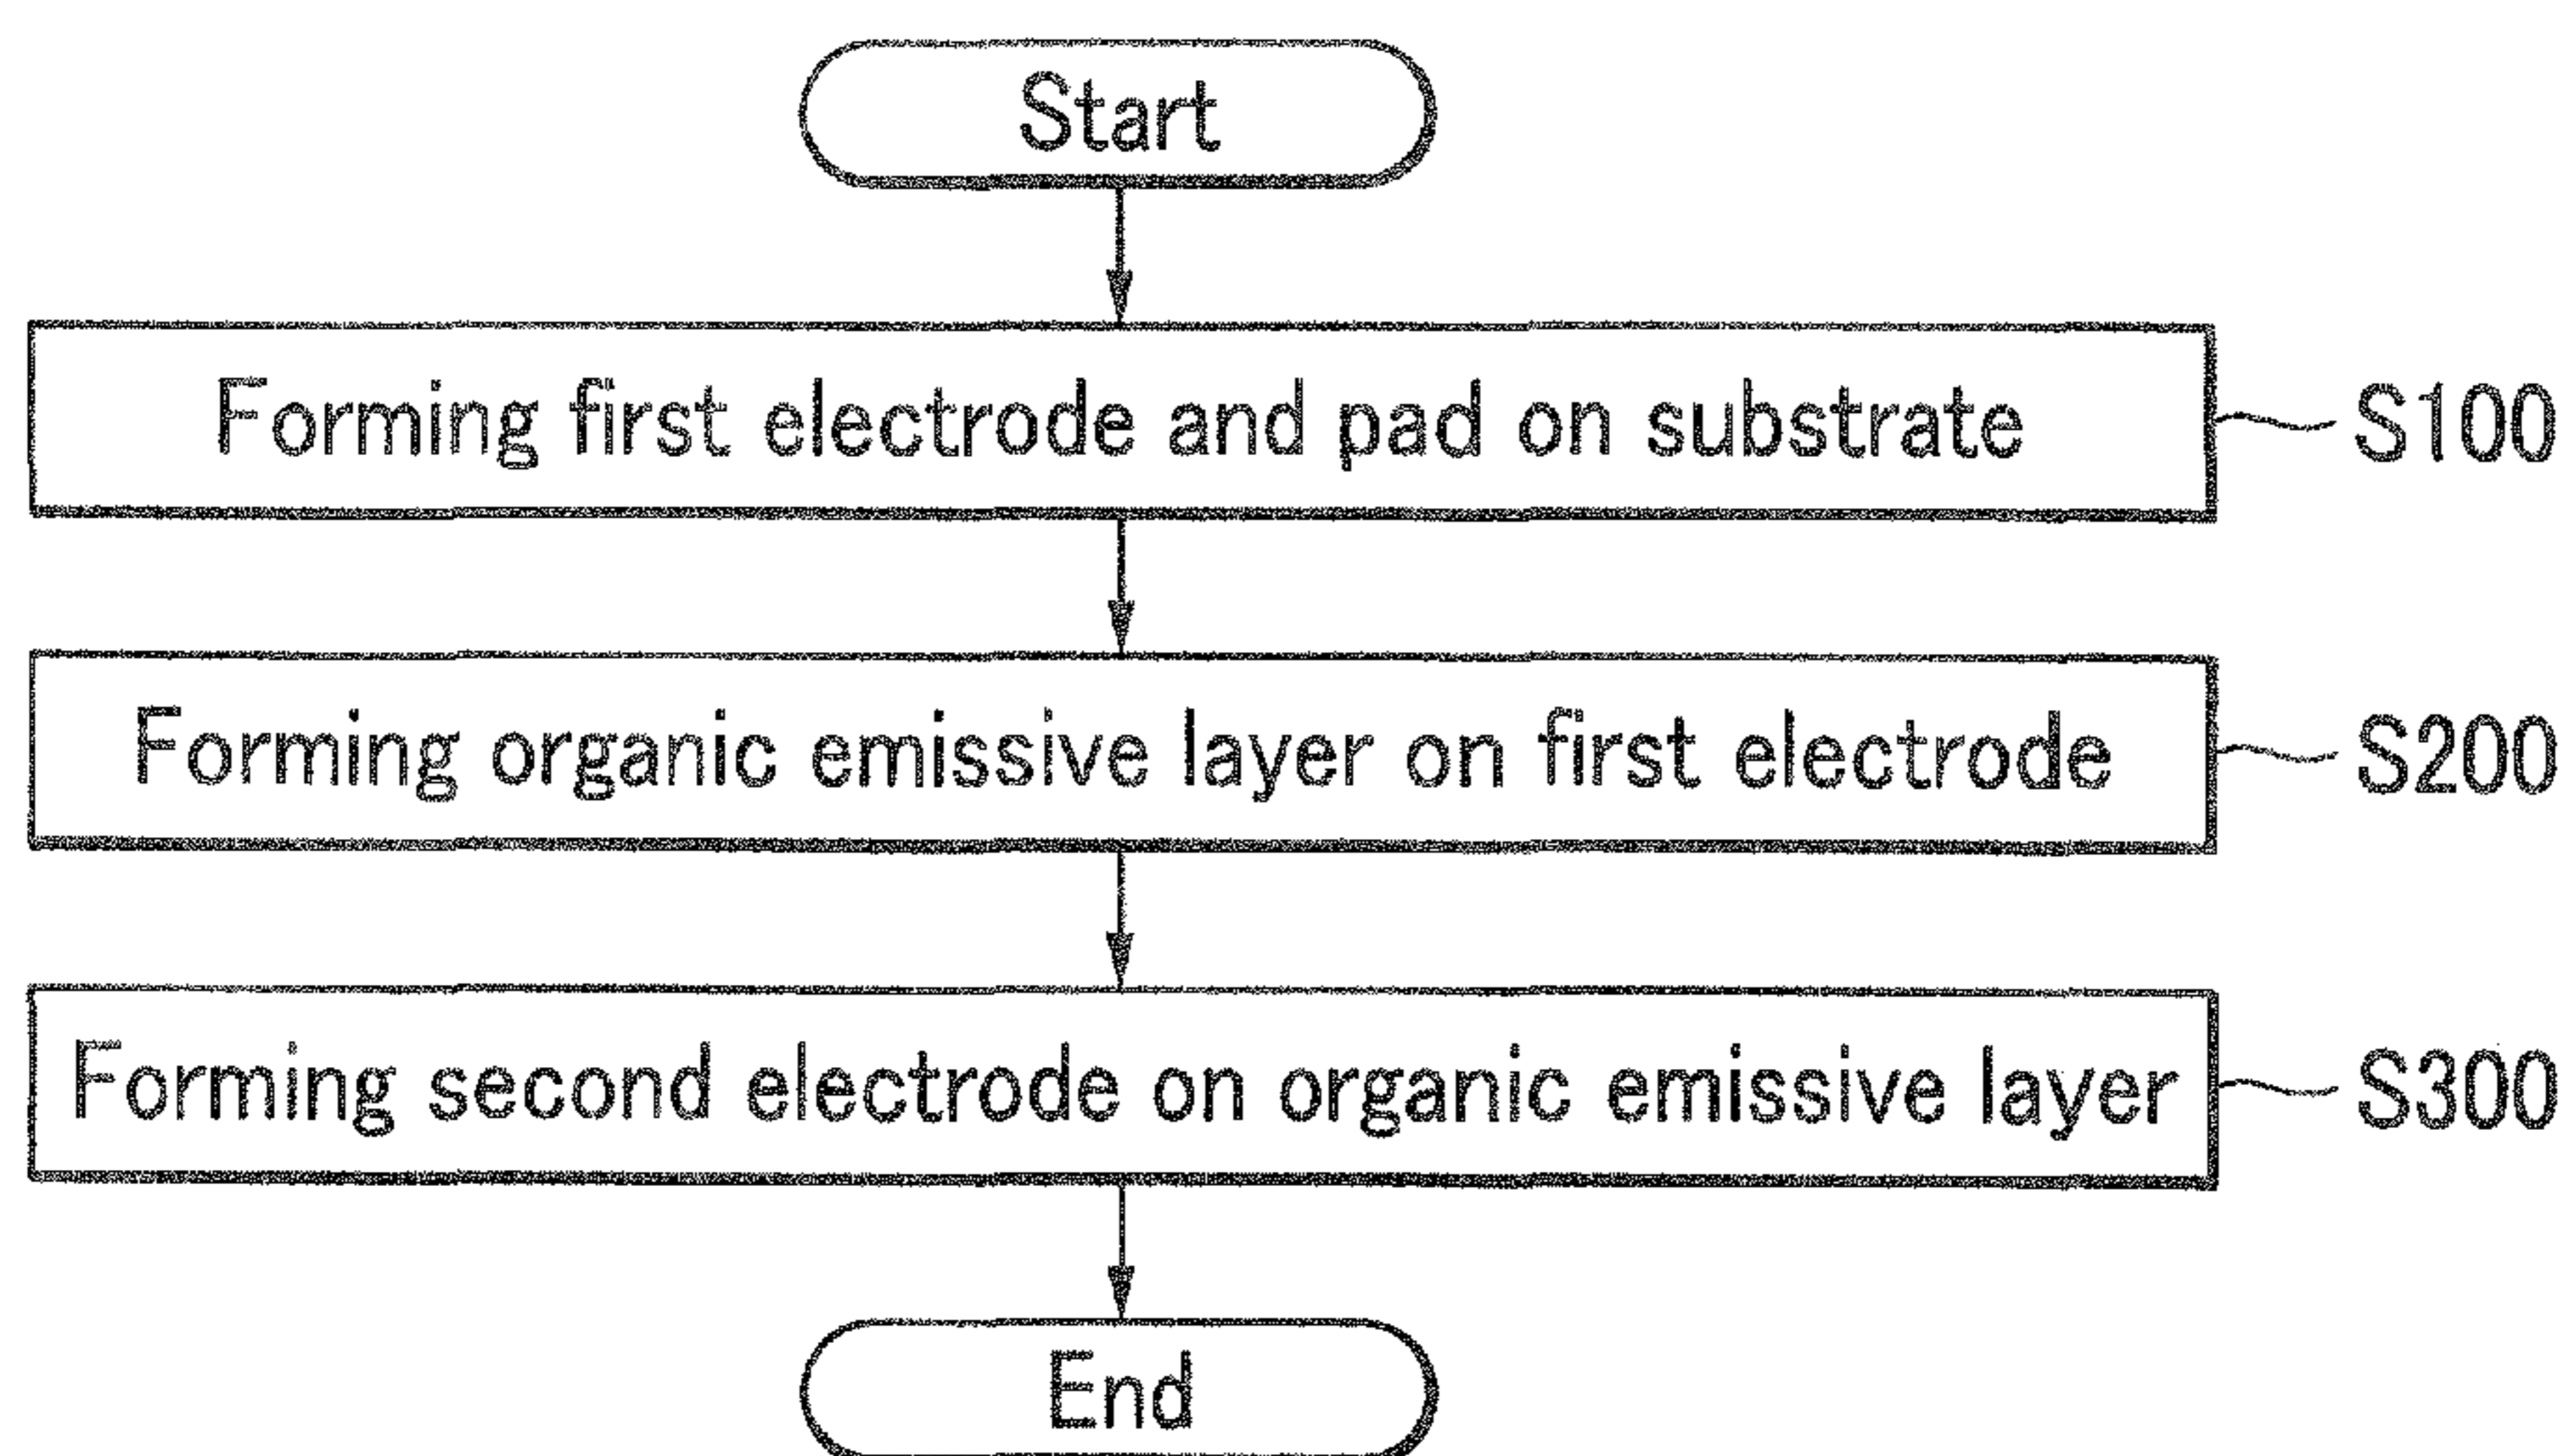 Start
Forming first electrode and pad on substrate
S100
Forming organic emissive layer on first electrode
S200
Forming second electrode on organic emissive layer
S300
End